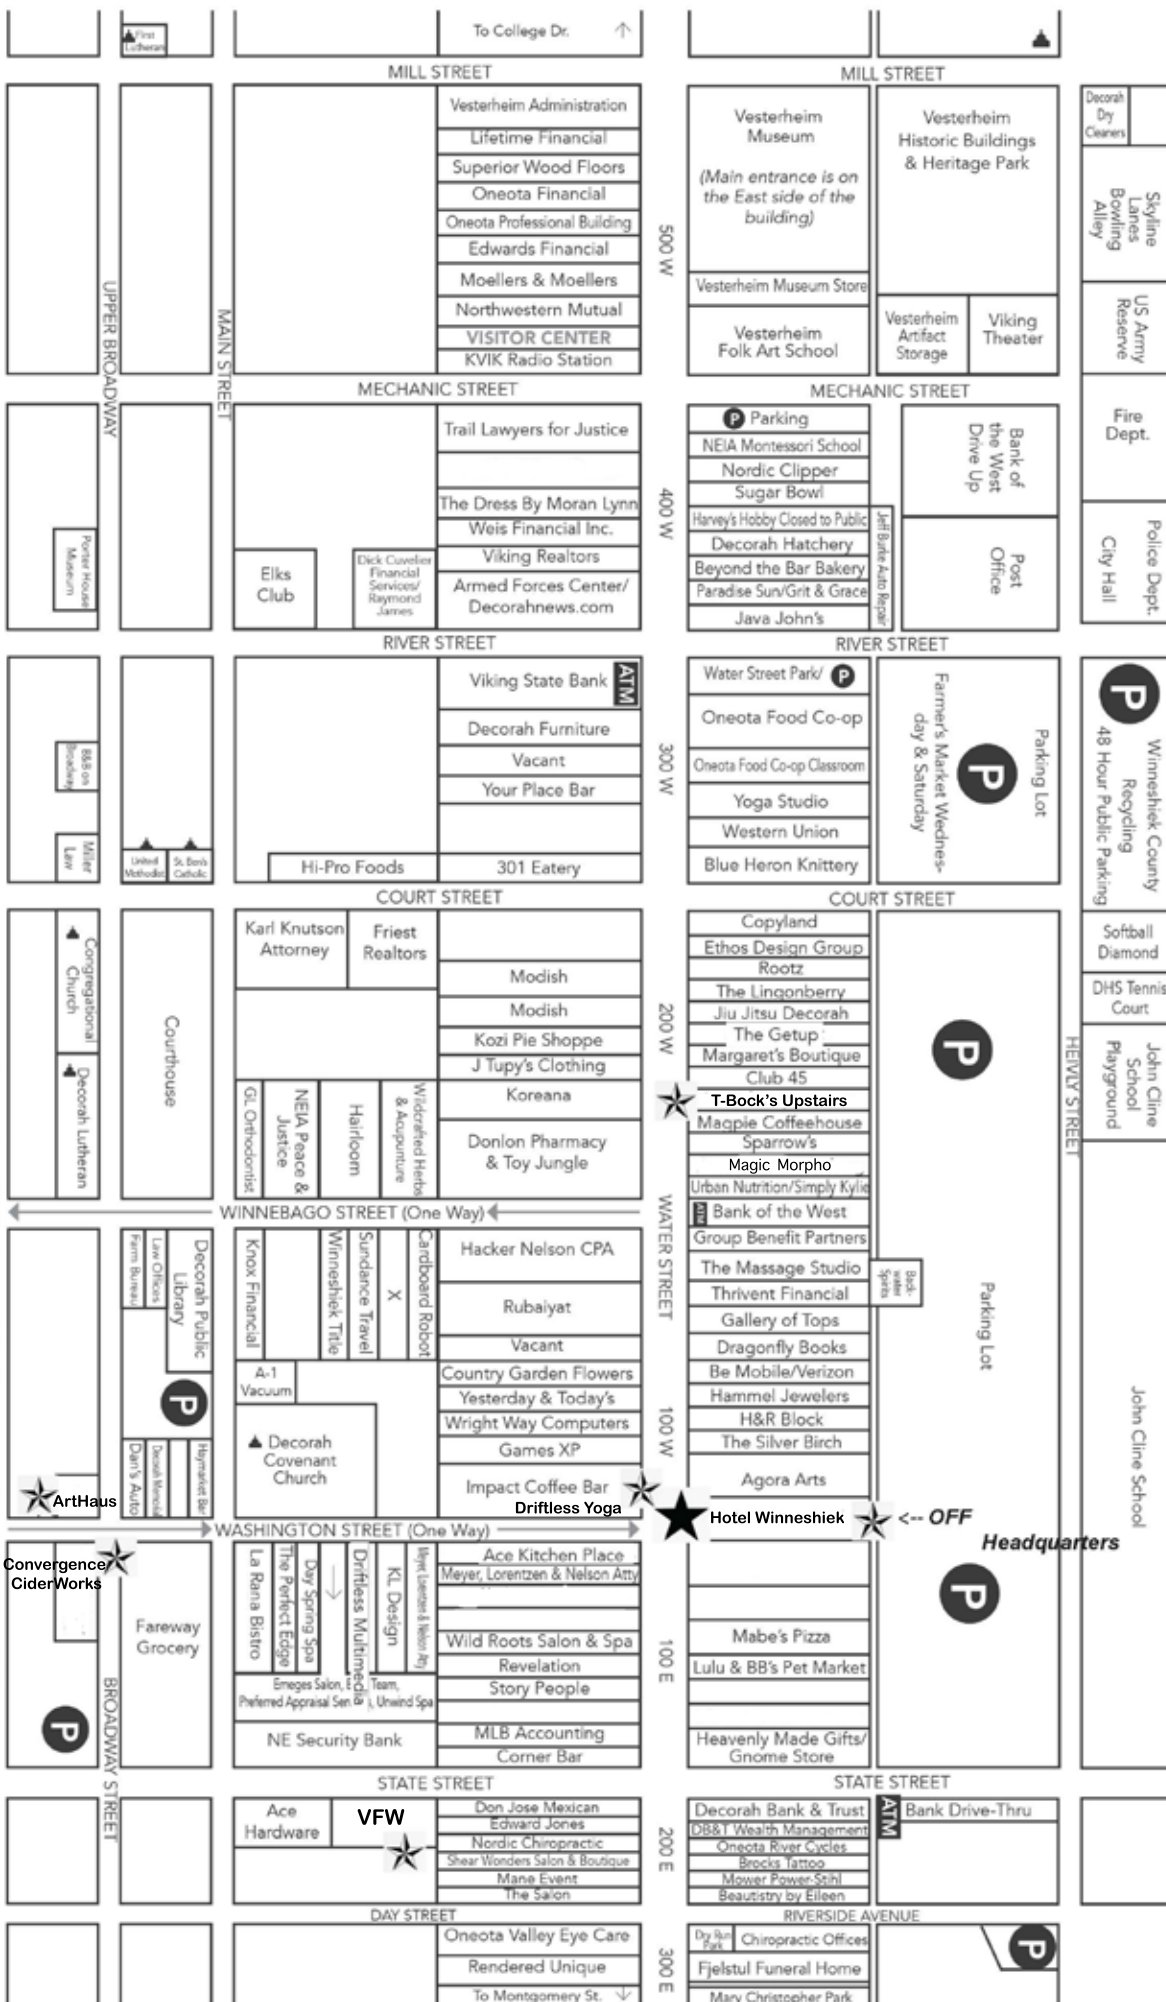 To College Dr.
First
Lutheran
MILL STREET
MILL STREET
Vesterheim Administration
Lifetime Financial
Superior Wood Floors
Oneota Financial
Oneota Professional Building
Edwards Financial
Moellers & Moellers
Northwestern Mutual
VISITOR CENTER
KVIK Radio Station
500 W
Vesterheim
Museum
(Main entrance is on
the East side of the
building)
Vesterheim Museum Store
Vesterheim
Folk Art School
Vesterheim
Historic Buildings
& Heritage Park
Vesterheim
Artifact
Storage
Viking
Theater
Decorah
Dry
Cleaners
Skyline
Lanes
Bowling
Alley
US Army
Reserve
UPPER BROADWAY
MAIN STREET
MECHANIC STREET
MECHANIC STREET
Trail Lawyers for Justice
The Dress By Moran Lynn
Weis Financial Inc.
Viking Realtors
Armed Forces Center/
Decorahnews.com
Porter House
Museum
Elks
Club
Dick Cuvelier
Financial
Services/
Raymond
James
400 W
P Parking
NEIA Montessori School
Nordic Clipper
Sugar Bowl
Harvey's Hobby Closed to Public
Decorah Hatchery
Beyond the Bar Bakery
Paradise Sun/Grit & Grace
Java John's
Jeff Burke Auto Repair
Bank of
the West
Drive Up
Post
Office
Fire
Dept.
Police Dept.
City Hall
RIVER STREET
RIVER STREET
Viking State Bank
ATM
Decorah Furniture
Vacant
Your Place Bar
Hi-Pro Foods
301 Eatery
B&B on
Broadway
Miller
Law
United
Methodist
St. Ben's
Catholic
300 W
Water Street Park/ P
Oneota Food Co-op
Oneota Food Co-op Classroom
Yoga Studio
Western Union
Blue Heron Knittery
Farmer's Market Wednes-
day & Saturday
P
Parking Lot
P
Winneshiek County
Recycling
48 Hour Public Parking
COURT STREET
COURT STREET
Karl Knutson
Attorney
Friest
Realtors
Modish
Modish
Kozi Pie Shoppe
J Tupy's Clothing
Koreana
Donlon Pharmacy
& Toy Jungle
Congregational
Church
Decorah Lutheran
Courthouse
GL Orthodontist
NEIA Peace &
Justice
Hairloom
Wildcrafted Herbs
& Acupunture
200 W
Copyland
Ethos Design Group
Rootz
The Lingonberry
Jiu Jitsu Decorah
The Getup
Margaret's Boutique
Club 45
T-Bock's Upstairs
Magpie Coffeehouse
Sparrow's
Magic Morpho
Urban Nutrition/Simply Kylie
ATM
Bank of the West
Group Benefit Partners
The Massage Studio
Thrivent Financial
Gallery of Tops
Dragonfly Books
Be Mobile/Verizon
Hammel Jewelers
H&R Block
The Silver Birch
Agora Arts
Hotel Winneshiek
<-- OFF
Headquarters
P
Back-
water
Spirits
Parking Lot
HEIVLY STREET
Softball
Diamond
DHS Tennis
Court
John Cline
School
Playground
John Cline School
WINNEBAGO STREET (One Way)
WATER STREET
Farm Bureau
Law Offices
Decorah Public
Library
P
Dan's Auto
Decorah Memorial
Haymarket Bar
Knox Financial
Winneshiek Title
Sundance Travel
X
Cardboard Robot
A-1
Vacuum
Decorah
Covenant
Church
Hacker Nelson CPA
Rubaiyat
Vacant
Country Garden Flowers
Yesterday & Today's
Wright Way Computers
Games XP
Impact Coffee Bar
Driftless Yoga
100 W
ArtHaus
WASHINGTON STREET (One Way)
Convergence
CiderWorks
Fareway
Grocery
P
BROADWAY STREET
La Rana Bistro
The Perfect Edge
Day Spring Spa
Driftless Multimedia
KL Design
Meyer, Lorentzen & Nelson Atty
Emeges Salon, E Team,
Preferred Appraisal Ser , Unwind Spa
NE Security Bank
Ace Kitchen Place
Meyer, Lorentzen & Nelson Atty
Wild Roots Salon & Spa
Revelation
Story People
MLB Accounting
Corner Bar
100 E
Mabe's Pizza
Lulu & BB's Pet Market
Heavenly Made Gifts/
Gnome Store
P
STATE STREET
STATE STREET
Ace
Hardware
VFW
Don Jose Mexican
Edward Jones
Nordic Chiropractic
Shear Wonders Salon & Boutique
Mane Event
The Salon
200 E
Decorah Bank & Trust
DB&T Wealth Management
Oneota River Cycles
Brocks Tattoo
Mower Power-Stihl
Beautistry by Eileen
ATM
Bank Drive-Thru
DAY STREET
RIVERSIDE AVENUE
Oneota Valley Eye Care
Rendered Unique
To Montgomery St.
300 E
Dry Run
Park
Chiropractic Offices
Fjelstul Funeral Home
Mary Christopher Park
P